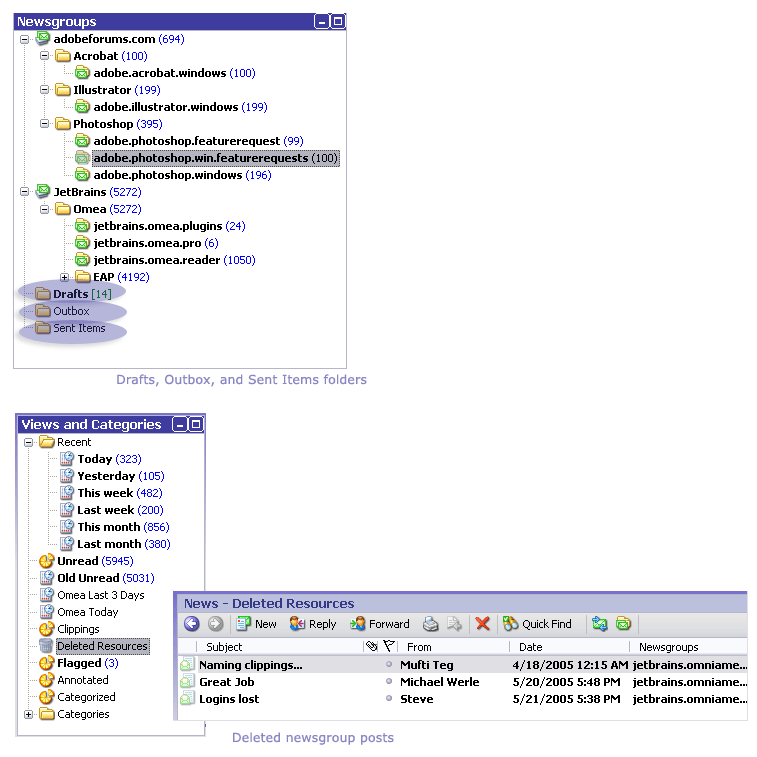 Newsgroups
adobeforums.com (694)
Acrobat (100)
adobe.acrobat.windows (100)
Illustrator (199)
adobe.illustrator.windows (199)
Photoshop (395)
adobe.photoshop.featurerequest (99)
adobe.photoshop.win.featurerequests (100)
adobe.photoshop.windows (196)
JetBrains (5272)
Omea (5272)
jetbrains.omea.plugins (24)
jetbrains.omea.pro (6)
jetbrains.omea.reader (1050)
EAP (4192)
Drafts [14]
Outbox
Sent Items
Drafts, Outbox, and Sent Items folders
Views and Categories
Recent
Today (323)
Yesterday (105)
This week (482)
Last week (200)
This month (856)
Last month (380)
Unread (5945)
Old Unread (5031)
Omea Last 3 Days
Omea Today
Clippings
Deleted Resources
Flagged (3)
Annotated
Categorized
Categories
News - Deleted Resources
New Reply Forward Quick Find
Subject From Date Newsgroups
Naming clippings... Mufti Teg 4/18/2005 12:15 AM jetbrains.omniame...
Great Job Michael Werle 5/20/2005 5:48 PM jetbrains.omniame...
Logins lost Steve 5/21/2005 5:38 PM jetbrains.omniame...
Deleted newsgroup posts